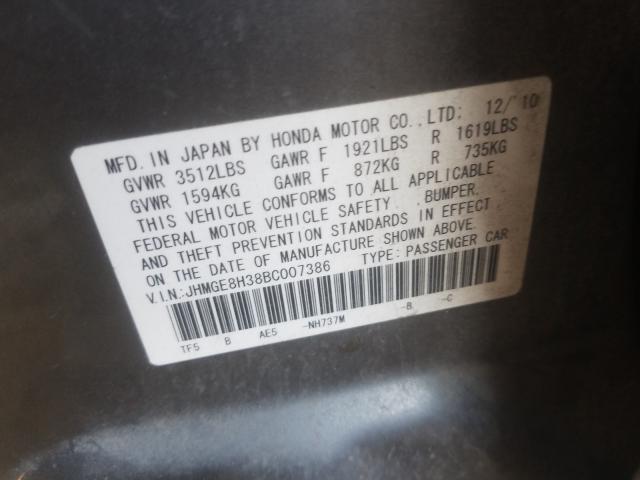 MFD. IN JAPAN BY HONDA MOTOR CO., LTD: 12/'10
GVWR 3512LBS GAWR F 1921LBS R 1619LBS
GVWR 1594KG GAWR F 872KG R 735KG
THIS VEHICLE CONFORMS TO ALL APPLICABLE
FEDERAL MOTOR VEHICLE SAFETY BUMPER.
AND THEFT PREVENTION STANDARDS IN EFFECT
ON THE DATE OF MANUFACTURE SHOWN ABOVE.
V.I.N.:JHMGE8H38BC007386 TYPE: PASSENGER CAR
TF5 B AE5 -NH737M -B -C